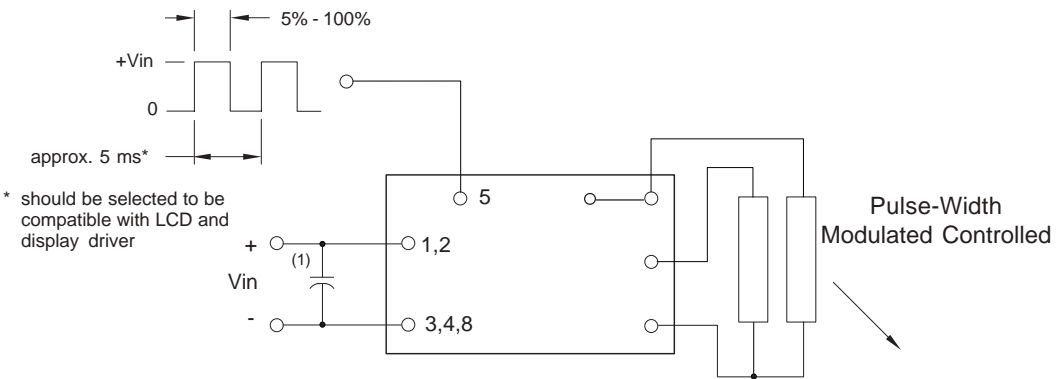 5% - 100%
+Vin
0
approx. 5 ms*
* should be selected to be
compatible with LCD and
display driver
5
+
(1)
1,2
Vin
-
3,4,8
Pulse-Width
Modulated Controlled